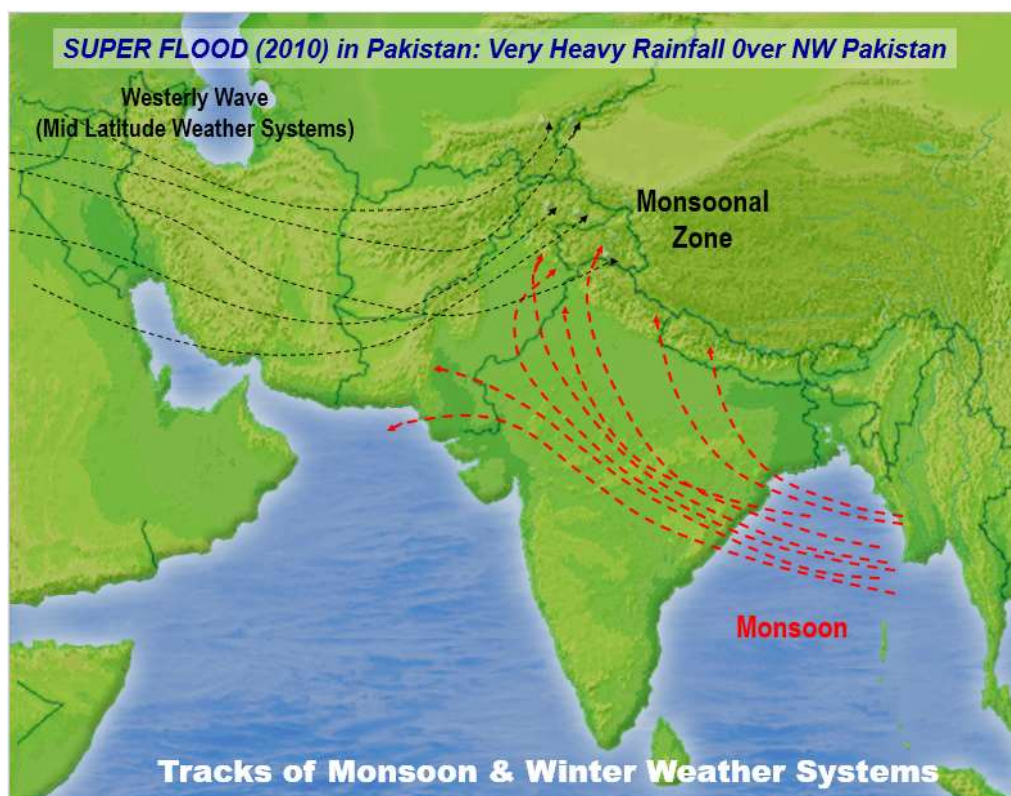 SUPER FLOOD (2010) in Pakistan: Very Heavy Rainfall 0ver NW Pakistan
Westerly Wave
(Mid Latitude Weather Systems)
Monsoonal
Zone
Monsoon
Tracks of Monsoon & Winter Weather Systems